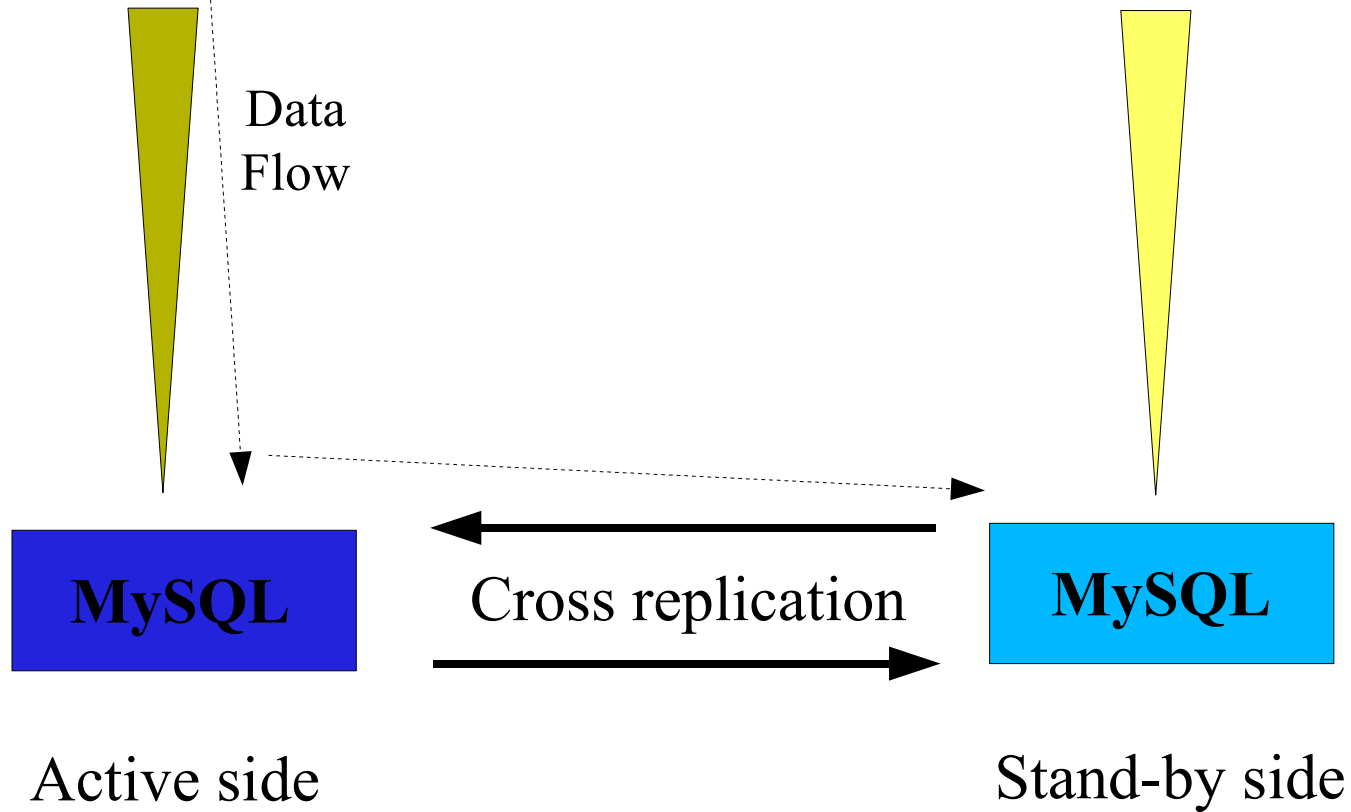 Data
Flow
MySQL
Cross replication
MySQL
Active side
Stand-by side